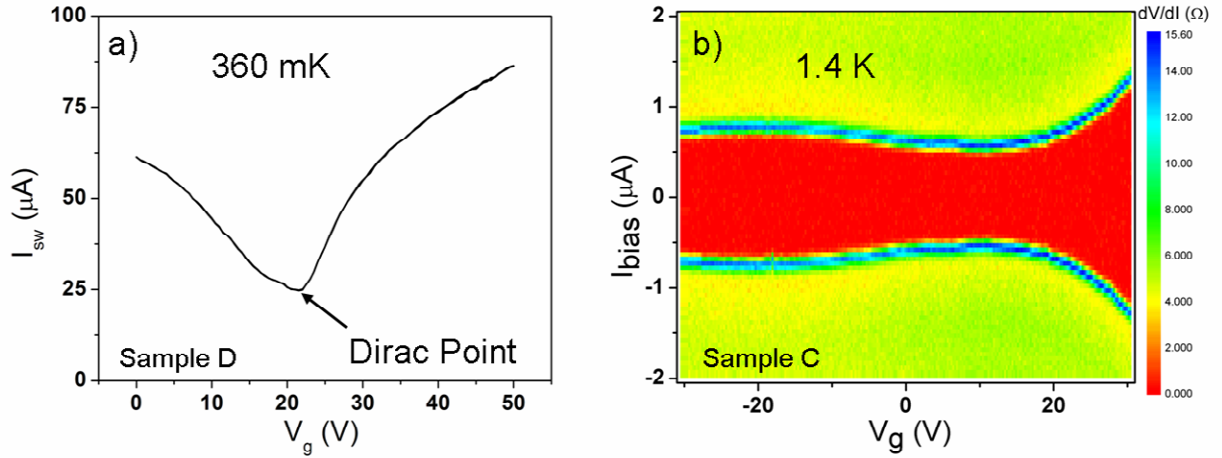 a)
360 mK
100
75
50
25
0
I_sw (μA)
Sample D
Dirac Point
0 10 20 30 40 50
V_g (V)
b)
1.4 K
2
1
0
-1
-2
Ibias (μA)
Sample C
-20 0 20
V_g (V)
dV/dI (Ω)
15.60
14.00
12.00
10.00
8.000
6.000
4.000
2.000
0.000